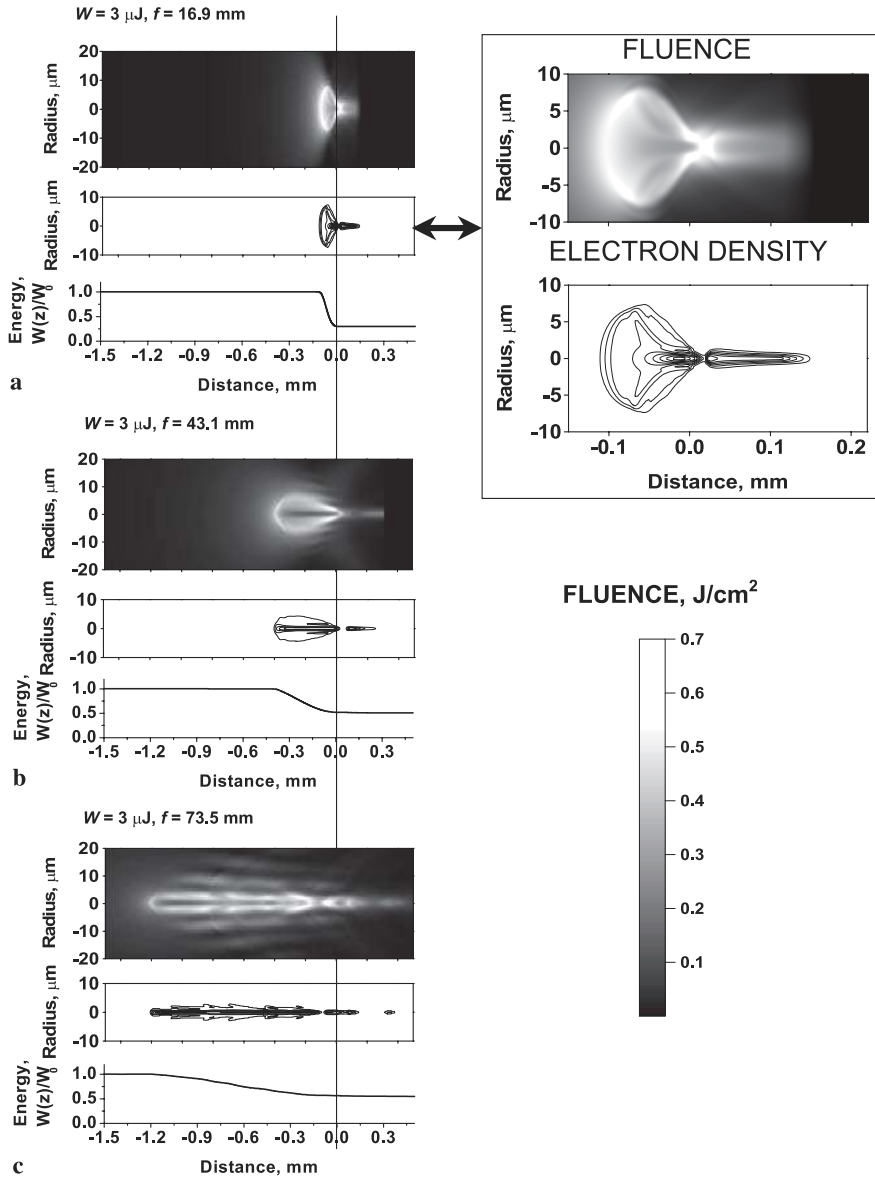 W = 3 μJ, f = 16.9 mm
Radius, μm
20
10
0
-10
-20
Radius, μm
10
0
-10
Energy, W(z)/W0
1.0
0.5
0.0
-1.5 -1.2 -0.9 -0.6 -0.3 0.0 0.3
Distance, mm
a
FLUENCE
Radius, μm
10
5
0
-5
-10
ELECTRON DENSITY
Radius, μm
10
5
0
-5
-10
-0.1 0.0 0.1 0.2
Distance, mm
W = 3 μJ, f = 43.1 mm
Radius, μm
20
10
0
-10
-20
Radius, μm
10
0
-10
Energy, W(z)/W0
1.0
0.5
0.0
-1.5 -1.2 -0.9 -0.6 -0.3 0.0 0.3
Distance, mm
b
W = 3 μJ, f = 73.5 mm
Radius, μm
20
10
0
-10
-20
Radius, μm
10
0
-10
Energy, W(z)/W0
1.0
0.5
0.0
-1.5 -1.2 -0.9 -0.6 -0.3 0.0 0.3
Distance, mm
c
FLUENCE, J/cm²
0.7
0.6
0.5
0.4
0.3
0.2
0.1